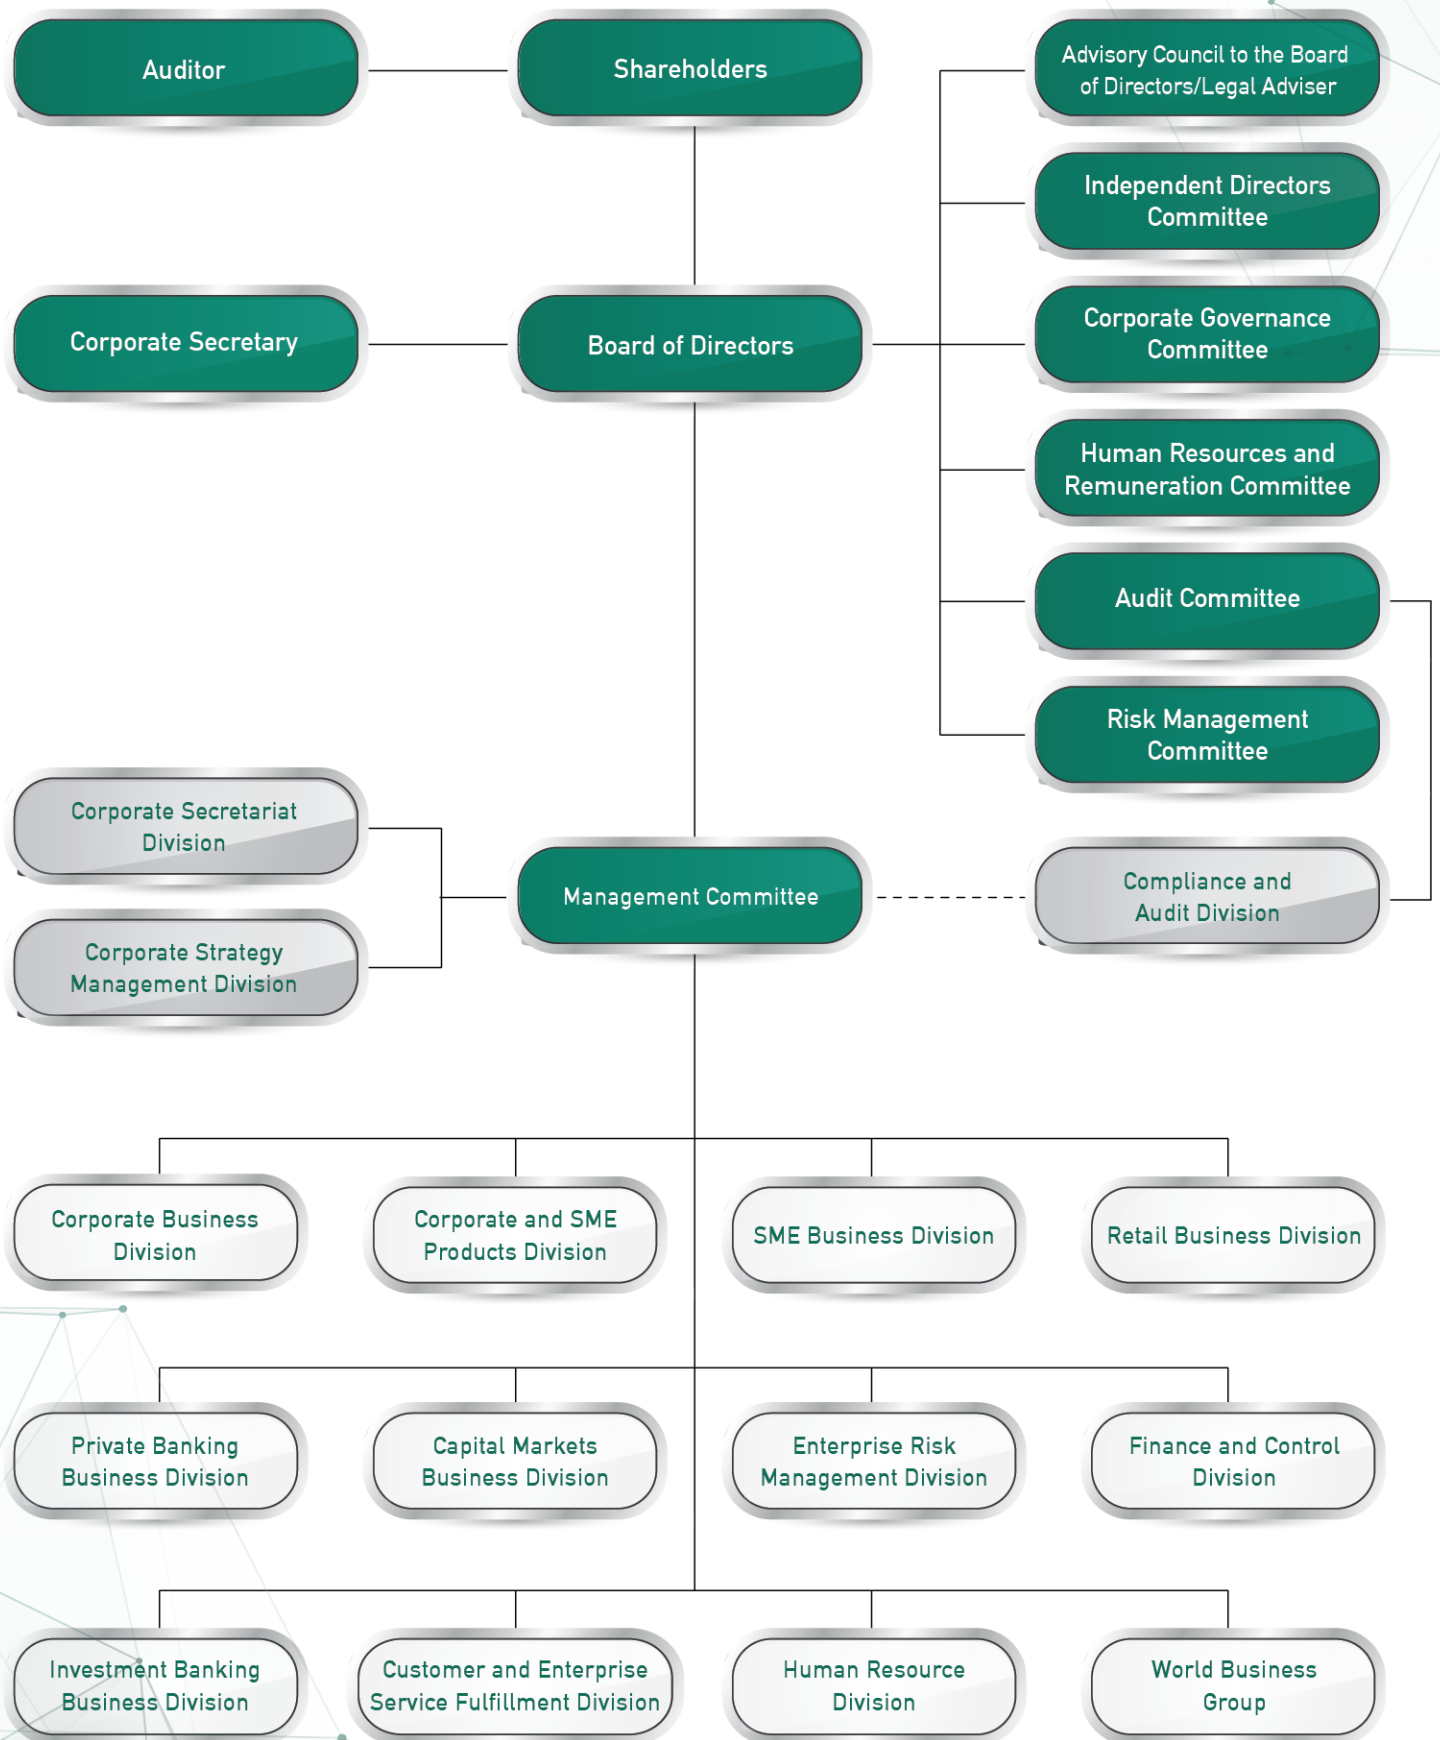 Auditor
Shareholders
Advisory Council to the Board
of Directors/Legal Adviser
Independent Directors
Committee
Corporate Secretary
Board of Directors
Corporate Governance
Committee
Human Resources and
Remuneration Committee
Audit Committee
Risk Management
Committee
Corporate Secretariat
Division
Management Committee
Compliance and
Audit Division
Corporate Strategy
Management Division
Corporate Business
Division
Corporate and SME
Products Division
SME Business Division
Retail Business Division
Private Banking
Business Division
Capital Markets
Business Division
Enterprise Risk
Management Division
Finance and Control
Division
Investment Banking
Business Division
Customer and Enterprise
Service Fulfillment Division
Human Resource
Division
World Business
Group